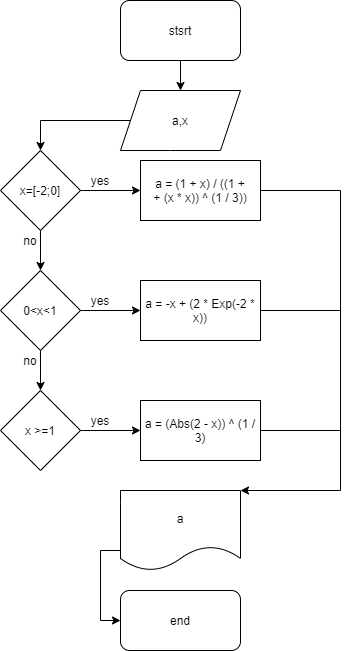 stsrt
a,x
x=[-2;0]
yes
a = (1 + x) / ((1 +
+ (x * x)) ^ (1 / 3))
no
0<x<1
yes
a = -x + (2 * Exp(-2 *
x))
no
x >=1
yes
a = (Abs(2 - x)) ^ (1 /
3)
a
end